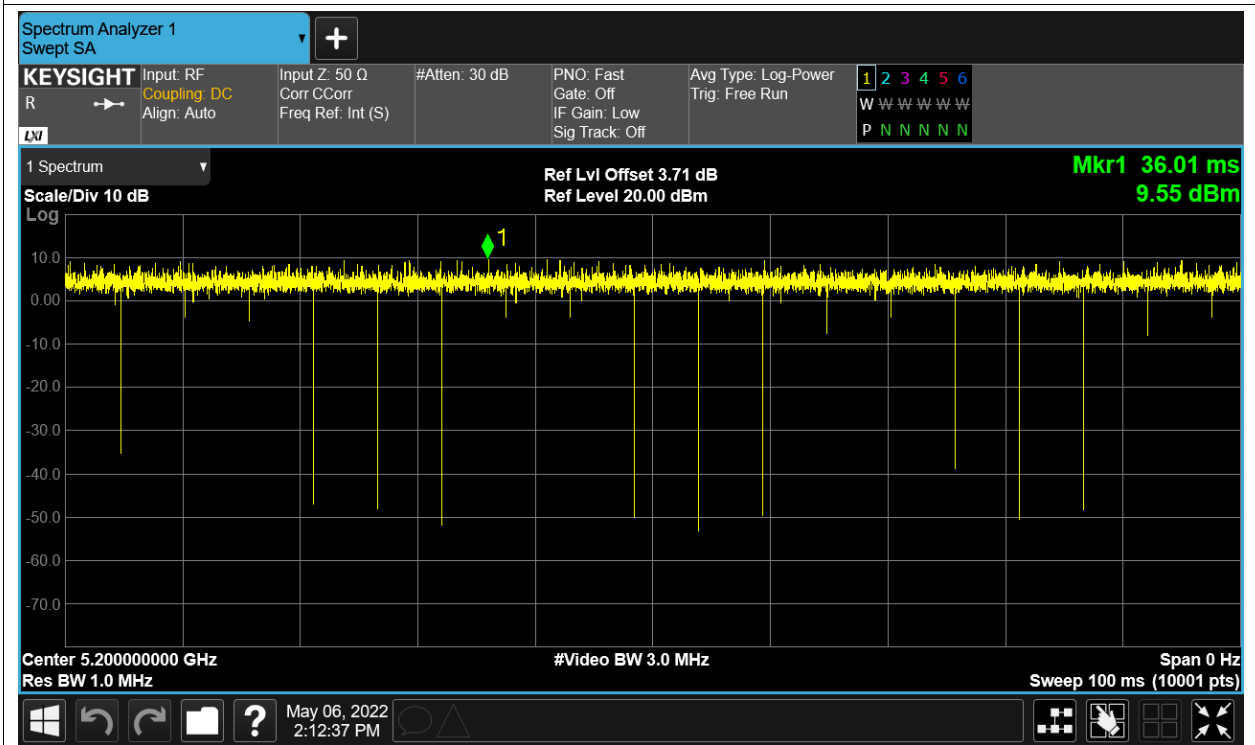 Spectrum Analyzer 1
Swept SA
KEYSIGHT
R
LXI
Input: RF
Coupling: DC
Align: Auto
Input Z: 50 Ω
Corr CCorr
Freq Ref: Int (S)
#Atten: 30 dB
PNO: Fast
Gate: Off
IF Gain: Low
Sig Track: Off
Avg Type: Log-Power
Trig: Free Run
1 2 3 4 5 6
W W W W W W
P N N N N N
1 Spectrum
Scale/Div 10 dB
Ref Lvl Offset 3.71 dB
Ref Level 20.00 dBm
Mkr1 36.01 ms
9.55 dBm
Log
1
10.0
0.00
-10.0
-20.0
-30.0
-40.0
-50.0
-60.0
-70.0
Center 5.200000000 GHz
#Video BW 3.0 MHz
Span 0 Hz
Res BW 1.0 MHz
Sweep 100 ms (10001 pts)
?
May 06, 2022
2:12:37 PM